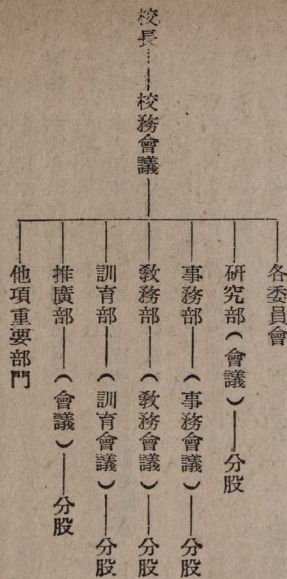 校長……—校務會議—
各委員會
研究部—（會議）—分股
事務部—（事務會議）—分股
敎務部—（敎務會議）—分股
訓育部—（訓育會議）—分股
推廣部—（會議）—分股
他項重要部門